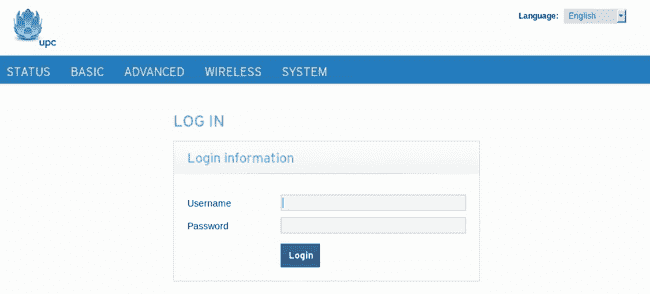 Language: English
upc
STATUS BASIC ADVANCED WIRELESS SYSTEM
LOG IN
Login information
Username
Password
Login